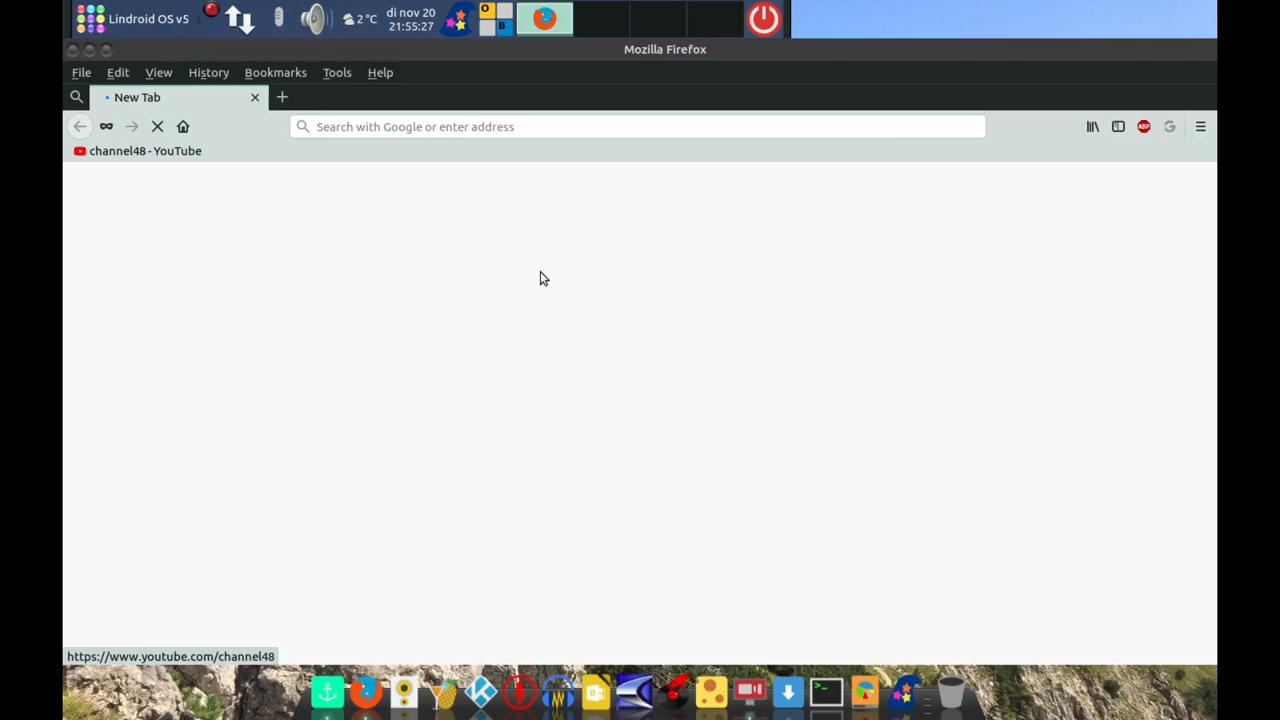 Lindroid OS v5
2°C
di nov 20
21:55:27
O
B
Mozilla Firefox
File Edit View History Bookmarks Tools Help
New Tab
Search with Google or enter address
ABP
G
channel48 - YouTube
https://www.youtube.com/channel48
>_